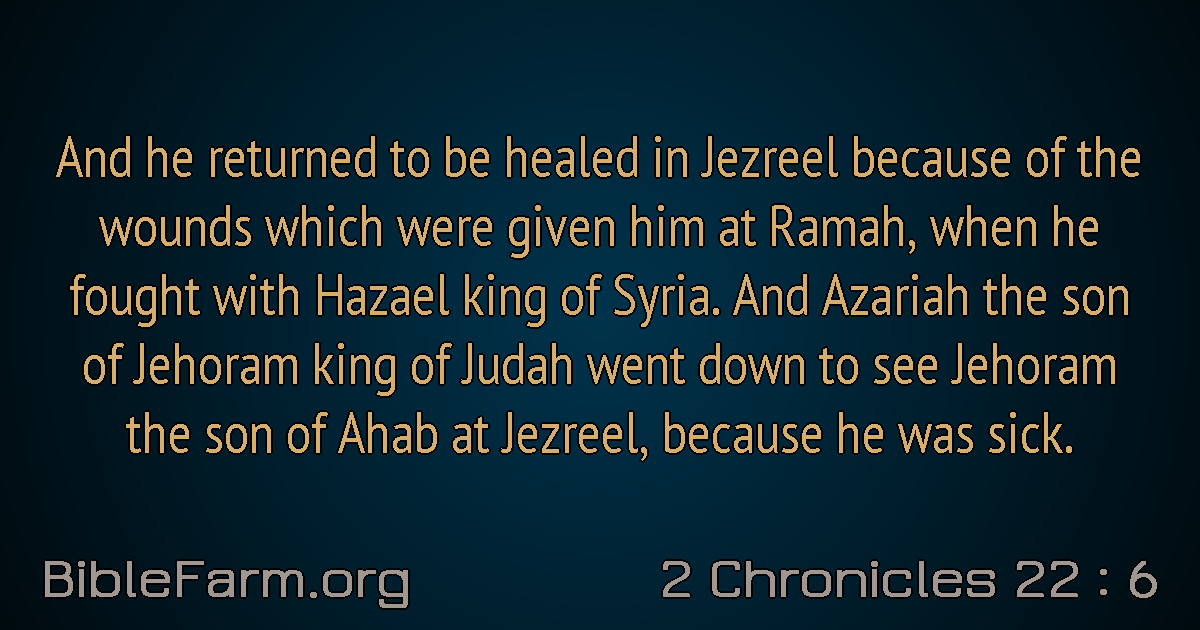 And he returned to be healed in Jezreel because of the
wounds which were given him at Ramah, when he
fought with Hazael king of Syria. And Azariah the son
of Jehoram king of Judah went down to see Jehoram
the son of Ahab at Jezreel, because he was sick.
BibleFarm.org
2 Chronicles 22 : 6